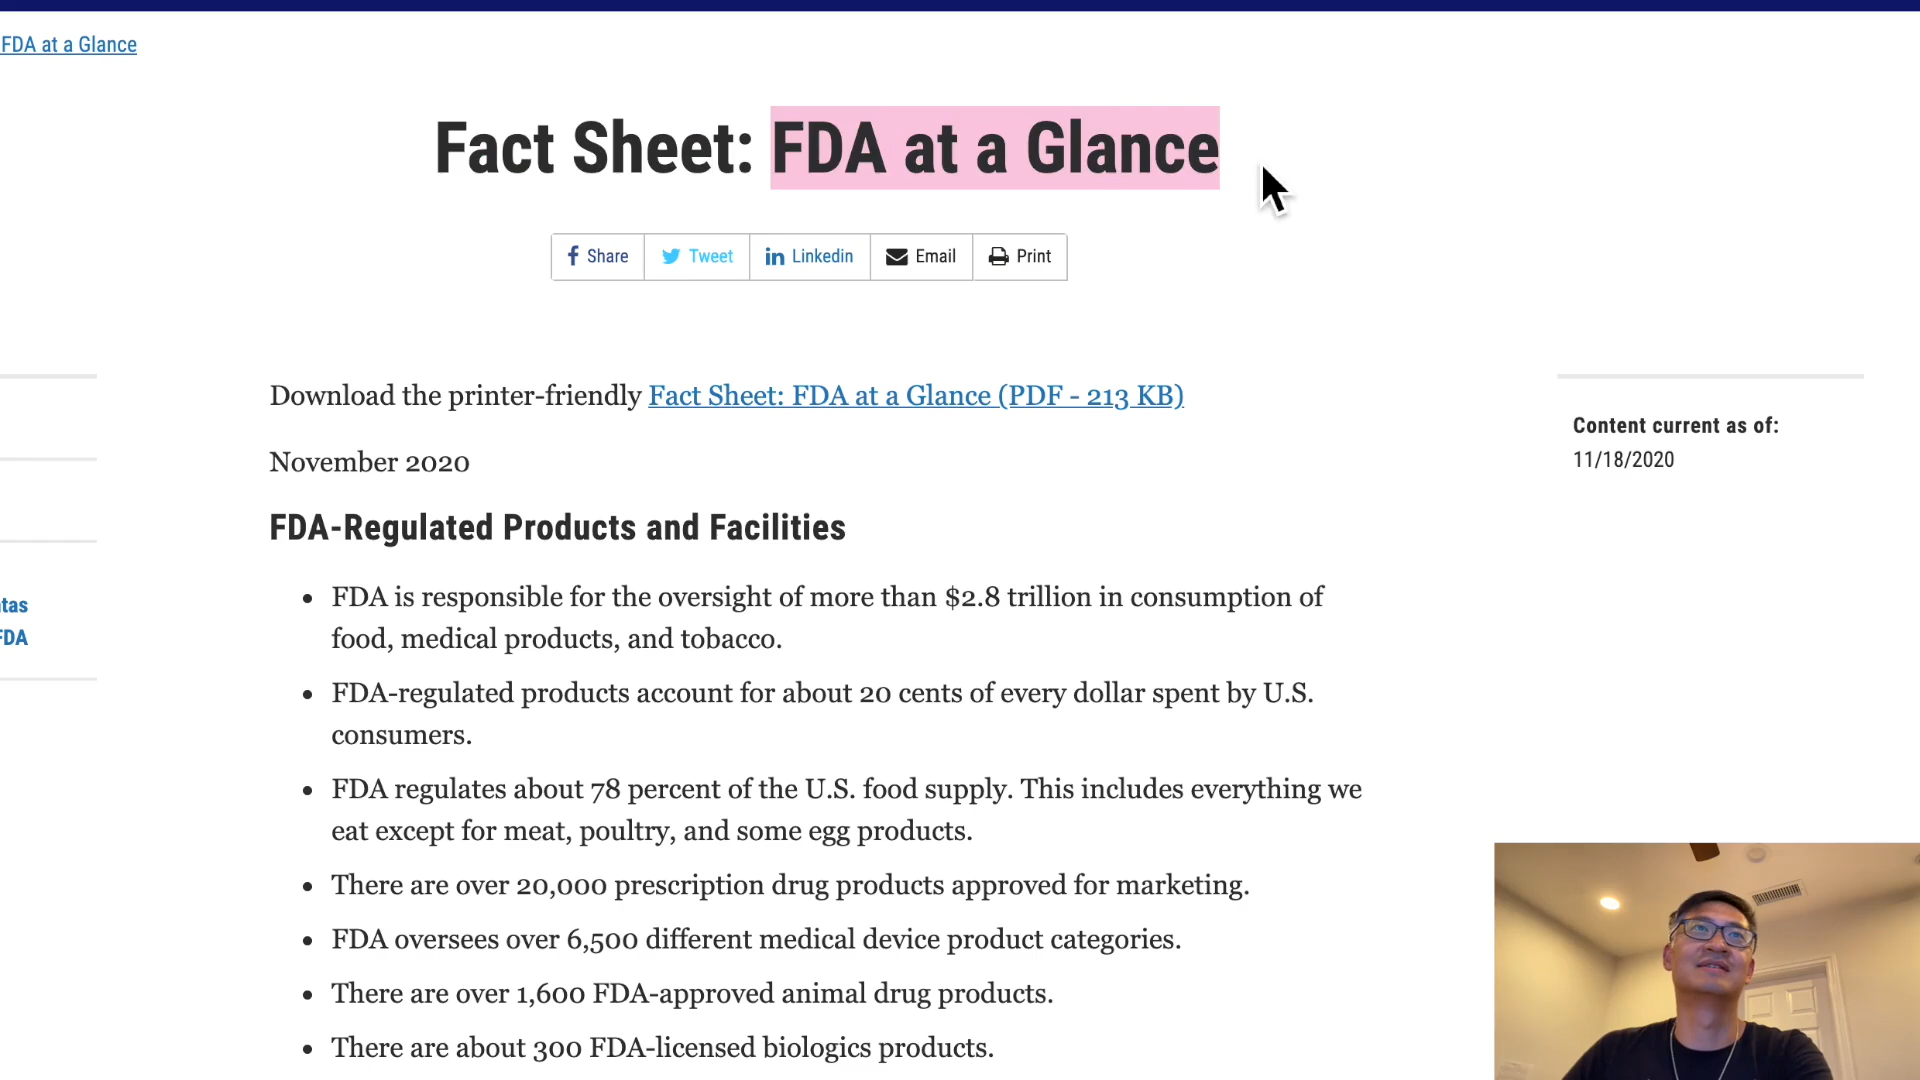 FDA at a Glance
Fact Sheet: FDA at a Glance
Share Tweet Linkedin Email Print
Download the printer-friendly Fact Sheet: FDA at a Glance (PDF - 213 KB)
Content current as of:
11/18/2020
November 2020
FDA-Regulated Products and Facilities
• FDA is responsible for the oversight of more than $2.8 trillion in consumption of
food, medical products, and tobacco.
• FDA-regulated products account for about 20 cents of every dollar spent by U.S.
consumers.
• FDA regulates about 78 percent of the U.S. food supply. This includes everything we
eat except for meat, poultry, and some egg products.
• There are over 20,000 prescription drug products approved for marketing.
• FDA oversees over 6,500 different medical device product categories.
• There are over 1,600 FDA-approved animal drug products.
• There are about 300 FDA-licensed biologics products.
FDA